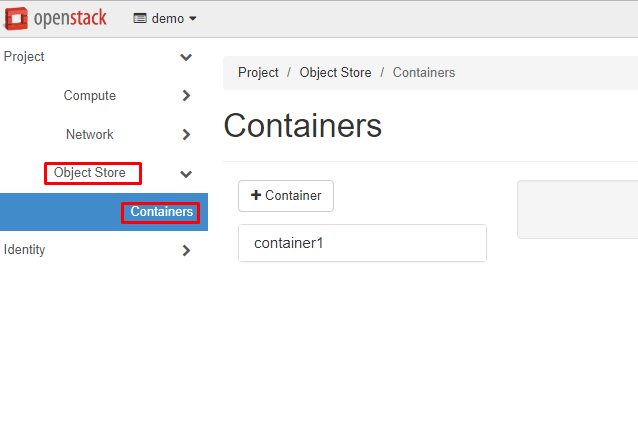 openstack demo
Project
Compute
Network
Object Store
Containers
Identity
Project / Object Store / Containers
Containers
+ Container
container1